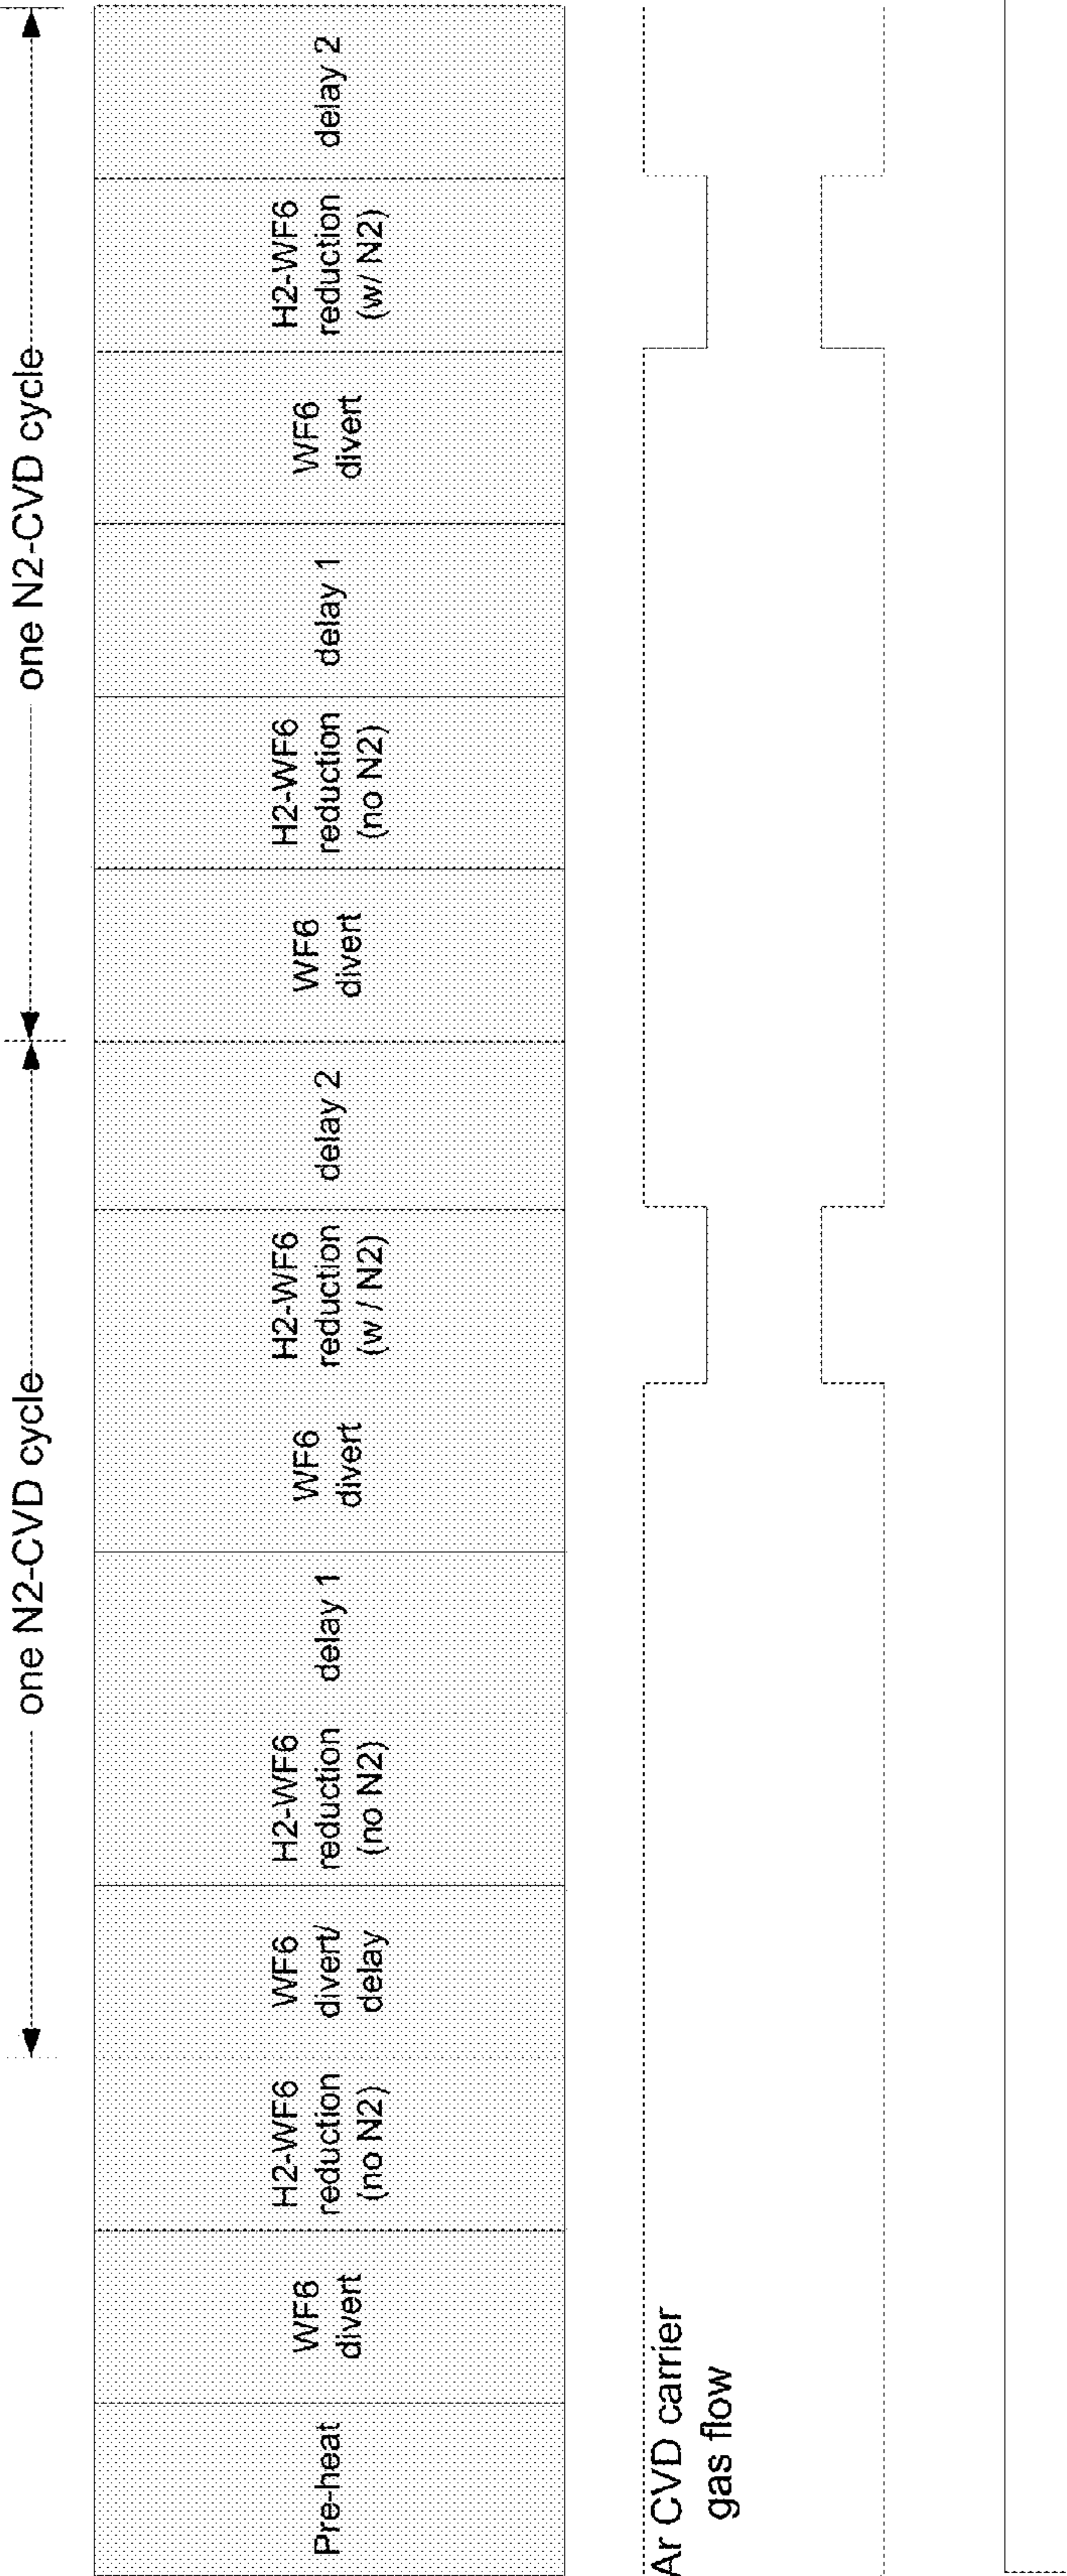 one N2-CVD cycle
one N2-CVD cycle
Pre-heat
WF6
divert
H2-WF6
reduction
(no N2)
WF6
divert/
delay
H2-WF6
reduction
(no N2)
delay 1
WF6
divert
H2-WF6
reduction
(w / N2)
delay 2
WF6
divert
H2-WF6
reduction
(no N2)
delay 1
WF6
divert
H2-WF6
reduction
(w/ N2)
delay 2
Ar CVD carrier
gas flow